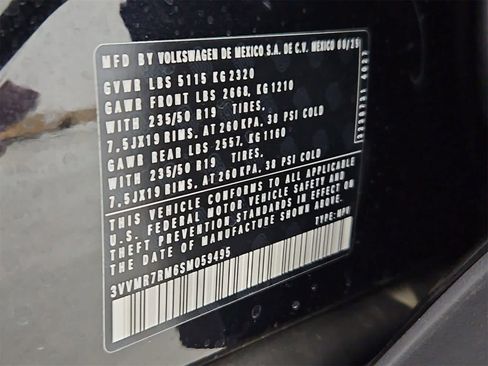 MFD BY VOLKSWAGEN DE MEXICO S.A. DE C.V. MEXICO 08/25
GVWR LBS 5115 KG 2320
GAWR FRONT LBS 2668, KG 1210
WITH 235/50 R19 TIRES.
7.5JX19 RIMS, AT 260 KPA, 38 PSI COLD
GAWR REAR LBS 2557, KG 1160
WITH 235/50 R19 TIRES.
7.5JX19 RIMS, AT 260 KPA, 38 PSI COLD
THIS VEHICLE CONFORMS TO ALL APPLICABLE
U.S. FEDERAL MOTOR VEHICLE SAFETY AND
THEFT PREVENTION STANDARDS IN EFFECT ON
THE DATE OF MANUFACTURE SHOWN ABOVE.
3VVMR7RM6SM059495 TYPE: MPV